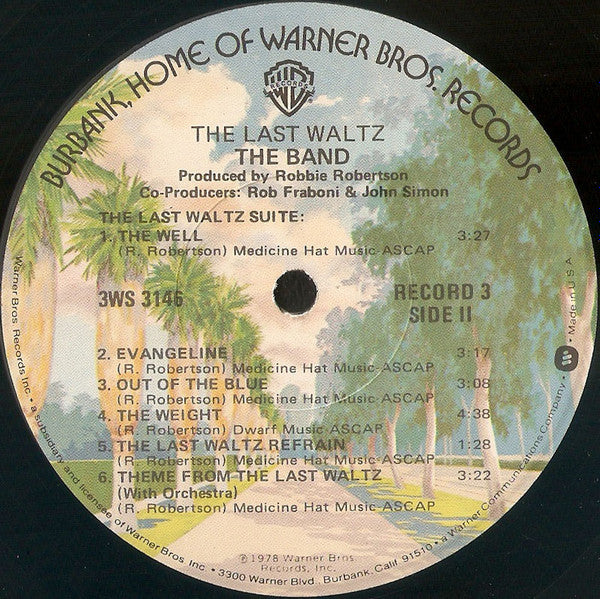 BURBANK, HOME OF WARNER BROS. RECORDS
WB
RECORDS
THE LAST WALTZ
THE BAND
Produced by Robbie Robertson
Co-Producers: Rob Fraboni & John Simon
THE LAST WALTZ SUITE:
1. THE WELL 3:27
(R. Robertson) Medicine Hat Music-ASCAP
3WS 3146
RECORD 3
SIDE II
2. EVANGELINE 3:17
(R. Robertson) Medicine Hat Music-ASCAP
3. OUT OF THE BLUE 3:08
(R. Robertson) Medicine Hat Music-ASCAP
4. THE WEIGHT 4:38
(R. Robertson) Dwarf Music-ASCAP
5. THE LAST WALTZ REFRAIN 1:28
(R. Robertson) Medicine Hat Music-ASCAP
6. THEME FROM THE LAST WALTZ 3:22
(With Orchestra)
(R. Robertson) Medicine Hat Music-ASCAP
℗1978 Warner Bros.
Records, Inc.
Warner Bros. Records Inc. • a subsidiary and licensee of Warner Bros. Inc. • 3300 Warner Blvd., Burbank, Calif. 91510 • a Warner Communications Company • Made in U.S.A.